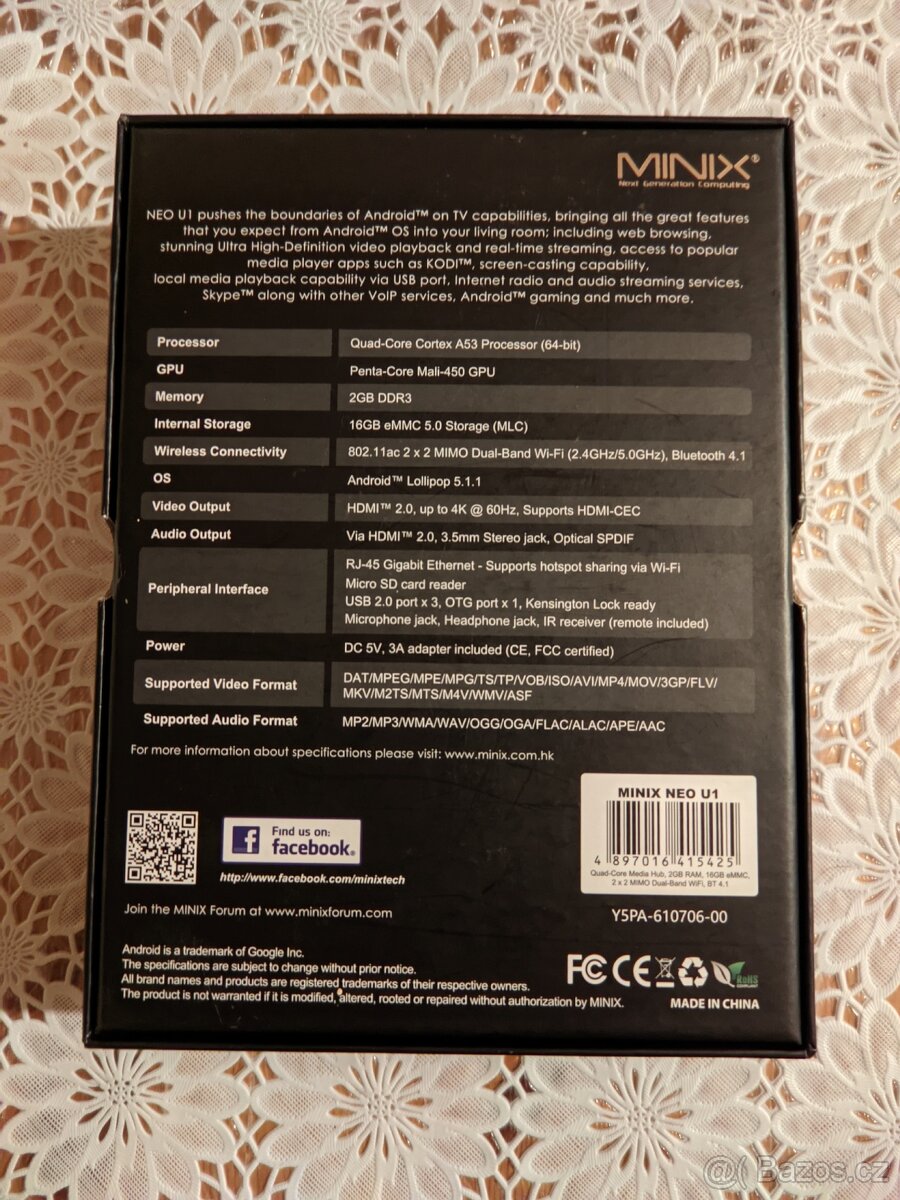 MINIX®
Next Generation Computing
NEO U1 pushes the boundaries of Android™ on TV capabilities, bringing all the great features
that you expect from Android™ OS into your living room; including web browsing,
stunning Ultra High-Definition video playback and real-time streaming, access to popular
media player apps such as KODI™, screen-casting capability,
local media playback capability via USB port, Internet radio and audio streaming services,
Skype™ along with other VoIP services, Android™ gaming and much more.
Processor Quad-Core Cortex A53 Processor (64-bit)
GPU Penta-Core Mali-450 GPU
Memory 2GB DDR3
Internal Storage 16GB eMMC 5.0 Storage (MLC)
Wireless Connectivity 802.11ac 2 x 2 MIMO Dual-Band Wi-Fi (2.4GHz/5.0GHz), Bluetooth 4.1
OS Android™ Lollipop 5.1.1
Video Output HDMI™ 2.0, up to 4K @ 60Hz, Supports HDMI-CEC
Audio Output Via HDMI™ 2.0, 3.5mm Stereo jack, Optical SPDIF
Peripheral Interface RJ-45 Gigabit Ethernet - Supports hotspot sharing via Wi-Fi
Micro SD card reader
USB 2.0 port x 3, OTG port x 1, Kensington Lock ready
Microphone jack, Headphone jack, IR receiver (remote included)
Power DC 5V, 3A adapter included (CE, FCC certified)
Supported Video Format DAT/MPEG/MPE/MPG/TS/TP/VOB/ISO/AVI/MP4/MOV/3GP/FLV/
MKV/M2TS/MTS/M4V/WMV/ASF
Supported Audio Format MP2/MP3/WMA/WAV/OGG/OGA/FLAC/ALAC/APE/AAC
For more information about specifications please visit: www.minix.com.hk
MINIX NEO U1
4 897016 415425
Quad-Core Media Hub, 2GB RAM, 16GB eMMC,
2 x 2 MIMO Dual-Band WiFi, BT 4.1
f Find us on:
facebook®
http://www.facebook.com/minixtech
Join the MINIX Forum at www.minixforum.com
Y5PA-610706-00
Android is a trademark of Google Inc.
The specifications are subject to change without prior notice.
All brand names and products are registered trademarks of their respective owners.
The product is not warranted if it is modified, altered, rooted or repaired without authorization by MINIX.
FC CE RoHS
COMPLIANT
MADE IN CHINA
@( Bazos.cz